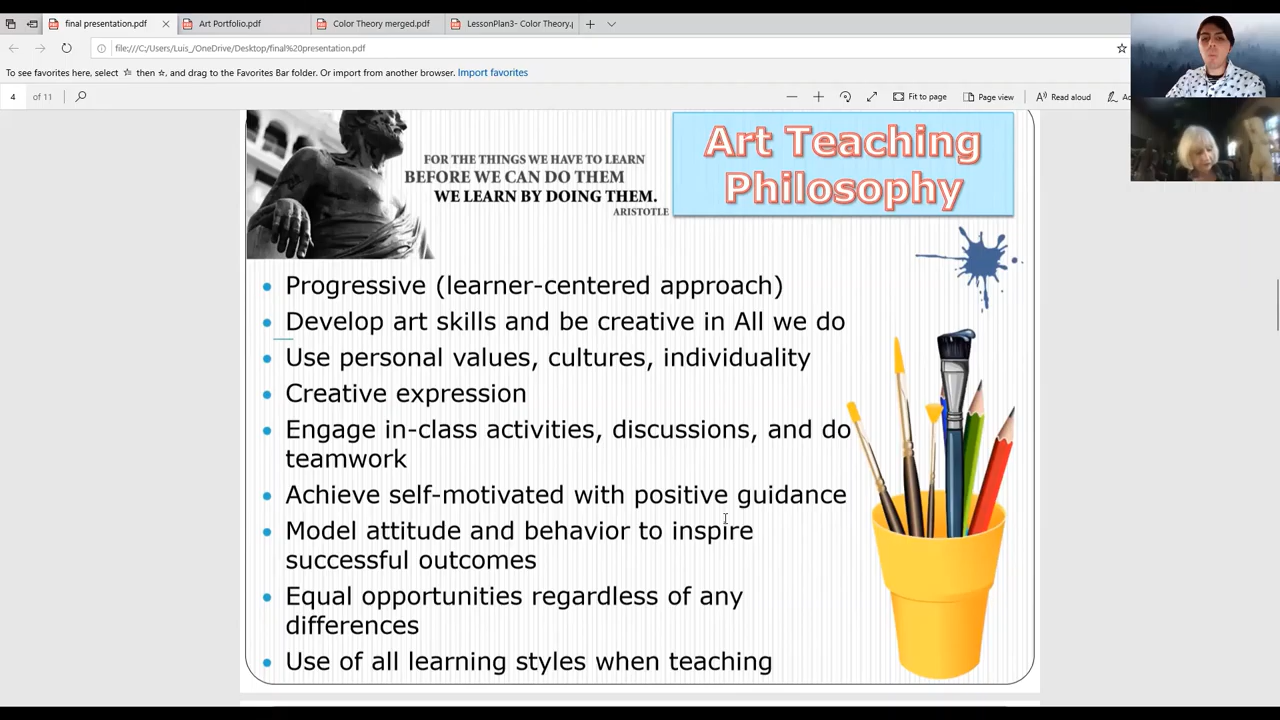 final presentation.pdf
Art Portfolio.pdf
Color Theory merged.pdf
LessonPlan3- Color Theory.p
file:///C:/Users/Luis_/OneDrive/Desktop/final%20presentation.pdf
To see favorites here, select then ☆, and drag to the Favorites Bar folder. Or import from another browser. Import favorites
4 of 11
Fit to page
Page view
Read aloud
FOR THE THINGS WE HAVE TO LEARN
BEFORE WE CAN DO THEM
WE LEARN BY DOING THEM.
ARISTOTLE
Art Teaching
Philosophy
• Progressive (learner-centered approach)
• Develop art skills and be creative in All we do
• Use personal values, cultures, individuality
• Creative expression
• Engage in-class activities, discussions, and do
teamwork
• Achieve self-motivated with positive guidance
• Model attitude and behavior to inspire
successful outcomes
• Equal opportunities regardless of any
differences
• Use of all learning styles when teaching